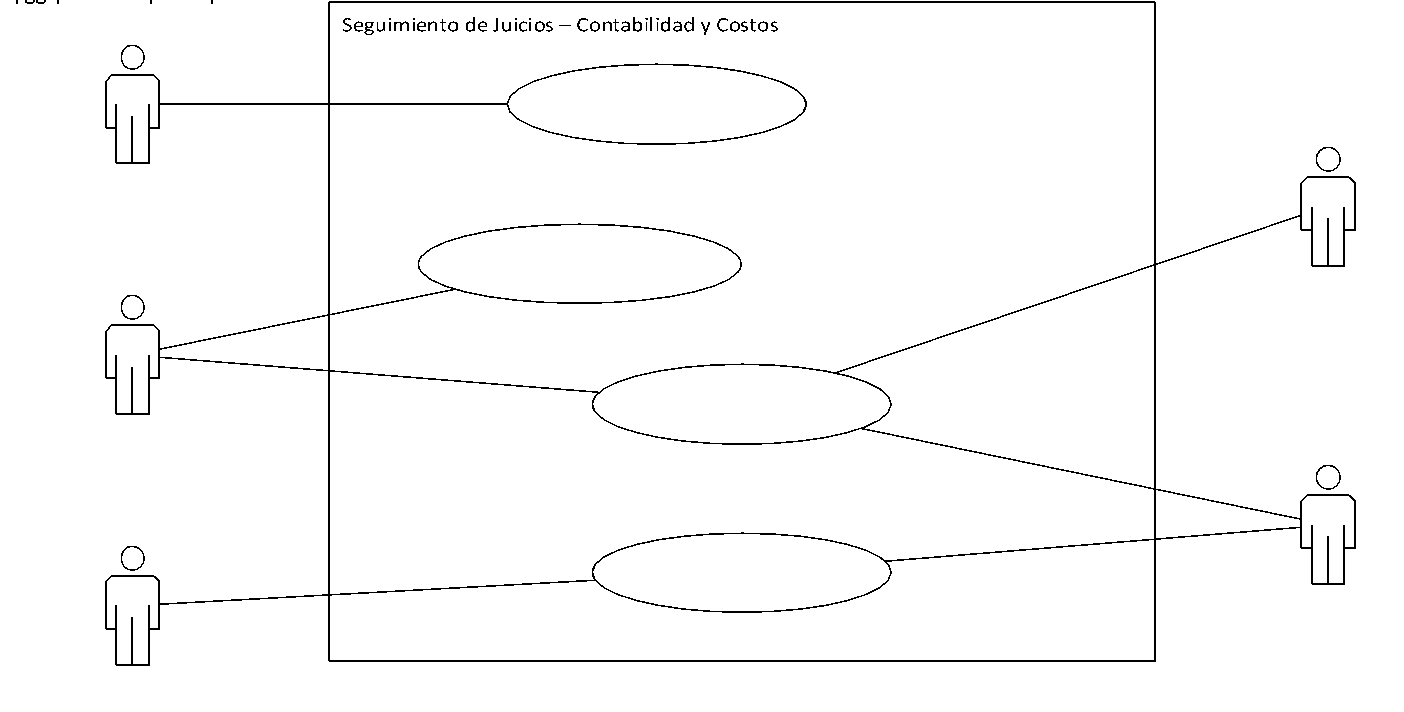 Seguimiento de Juicios – Contabilidad y Costos